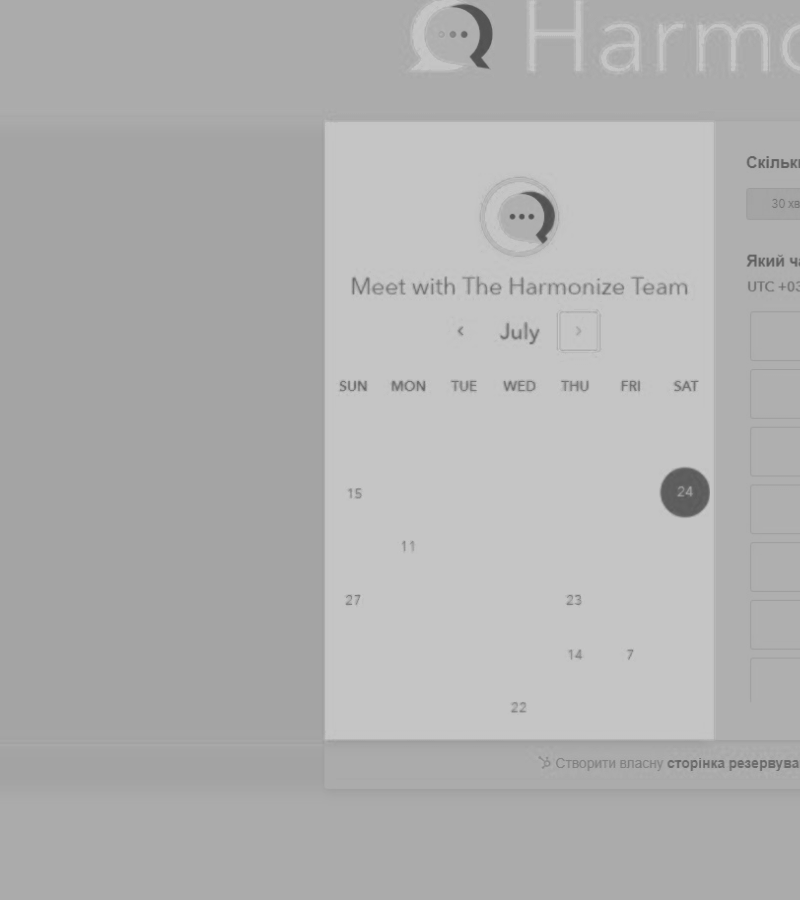 Harmo
Meet with The Harmonize Team
July
SUN MON TUE WED THU FRI SAT
15 24
11
27 23
14 7
22
Скільки
30 хв
Який ча
UTC +03
Створити власну сторінка резервува